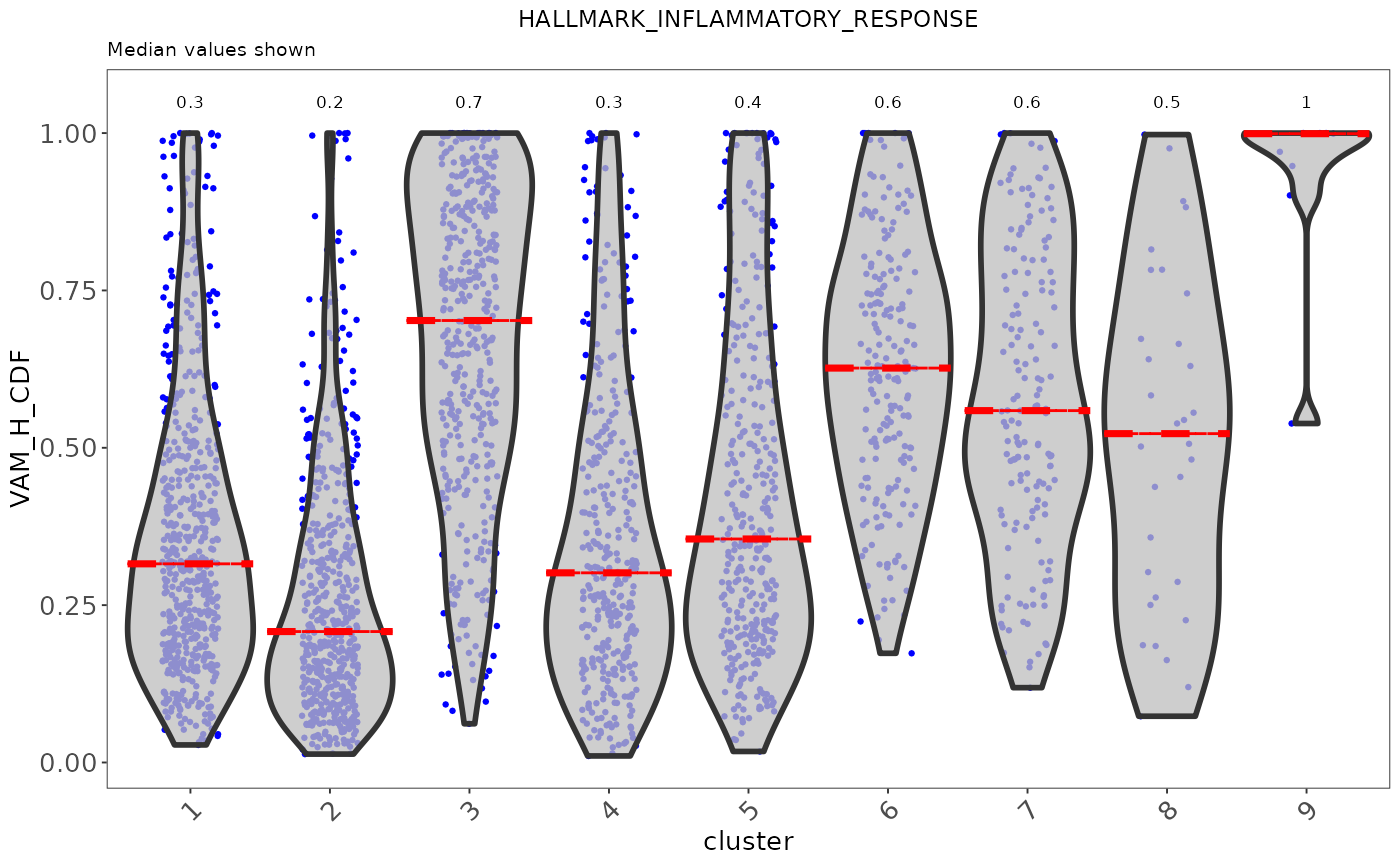 HALLMARK_INFLAMMATORY_RESPONSE
Median values shown
0.3 0.2 0.7 0.3 0.4 0.6 0.6 0.5 1
1.00
0.75
0.50
0.25
0.00
VAM_H_CDF
1 2 3 4 5 6 7 8 9
cluster